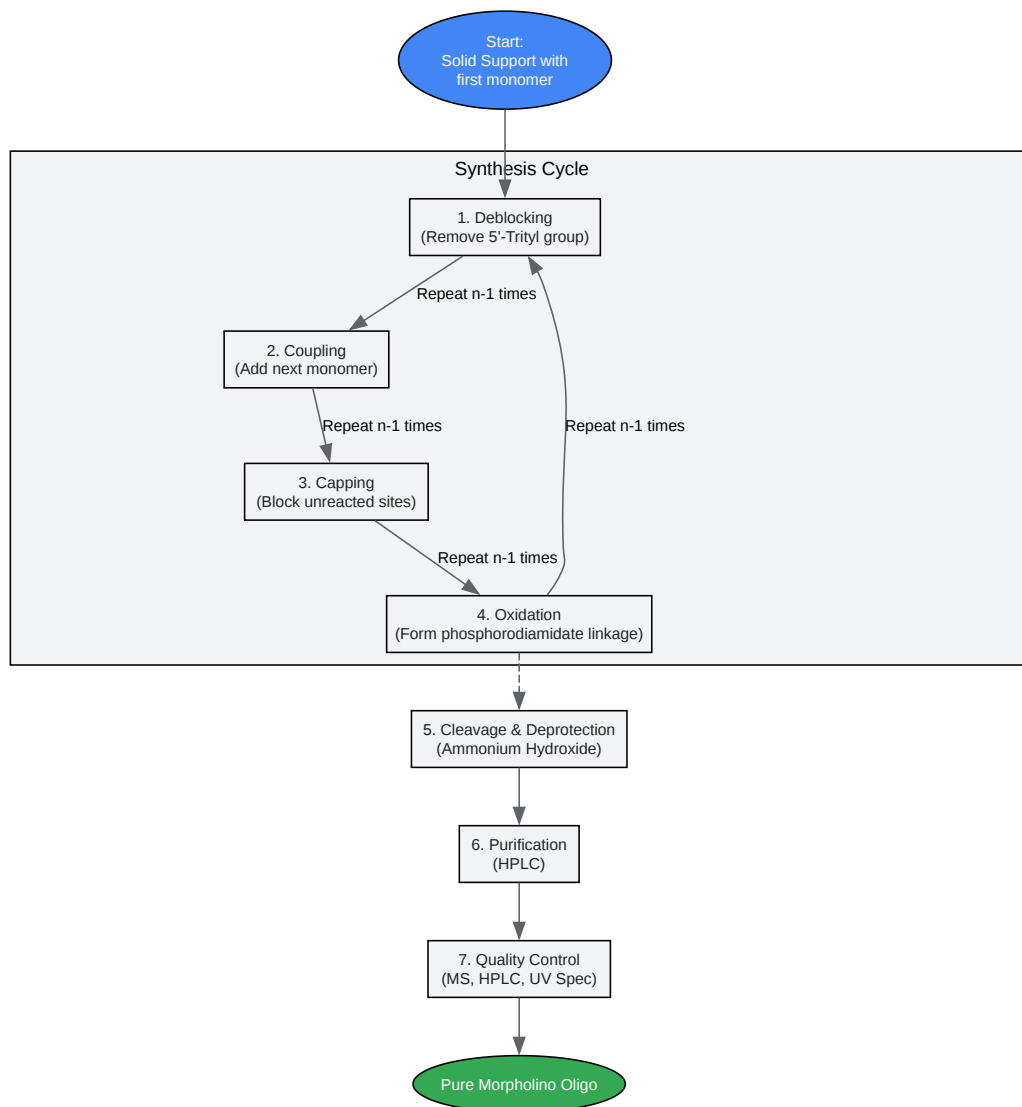 Start:
Solid Support with
first monomer
Synthesis Cycle
1. Deblocking
(Remove 5'-Trityl group)
Repeat n-1 times
2. Coupling
(Add next monomer)
Repeat n-1 times
Repeat n-1 times
3. Capping
(Block unreacted sites)
Repeat n-1 times
4. Oxidation
(Form phosphorodiamidate linkage)
5. Cleavage & Deprotection
(Ammonium Hydroxide)
6. Purification
(HPLC)
7. Quality Control
(MS, HPLC, UV Spec)
Pure Morpholino Oligo